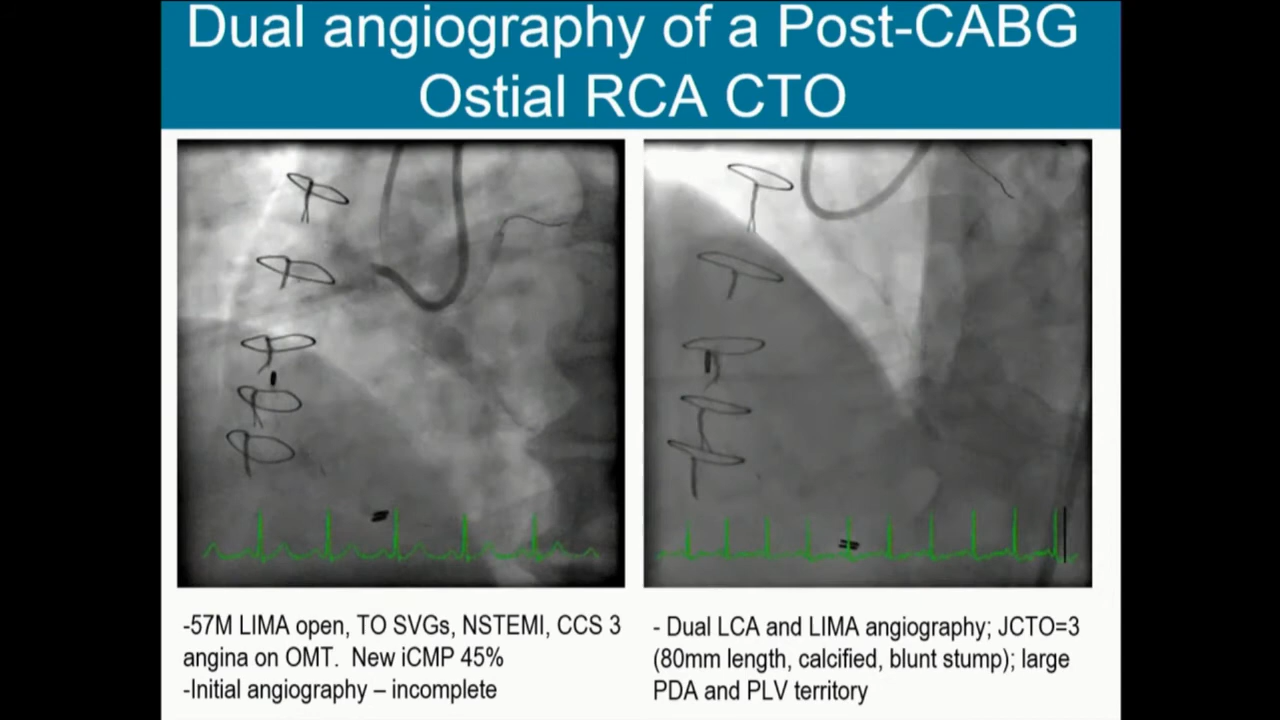 Dual angiography of a Post-CABG
Ostial RCA CTO
-57M LIMA open, TO SVGs, NSTEMI, CCS 3
angina on OMT.  New iCMP 45%
-Initial angiography – incomplete
- Dual LCA and LIMA angiography; JCTO=3
(80mm length, calcified, blunt stump); large
PDA and PLV territory